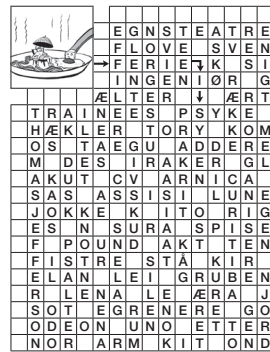 EGNSTEATRE
FLOVE SVEN
FERIE K SI
INGENIØR G
ÆLTER ÆRT
TRAINEES PSYKE
HÆKLER TORY KOM
OS TAEGU ADDERE
M DES IRAKER GL
AKUT CV ARNICA
SAS ASSISI LUNE
JOKKE K ITO RIG
ES N SURA SPISE
F POUND AKT TEN
FISTRE STÅ KIR
ELAN LEI GRUBEN
R LENA LE ÆRA J
SOT EGRENERE GO
ODEON UNO ETTER
NOR ARM KIT OND